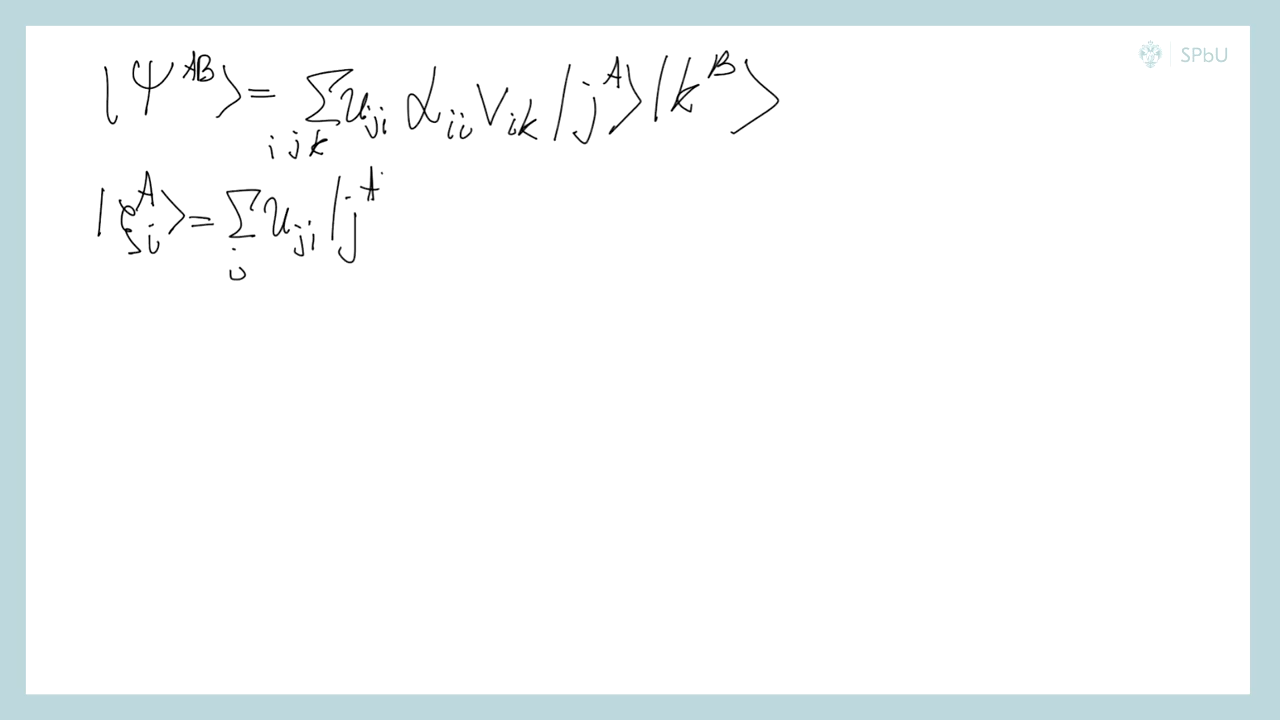 SPbU
|Ψ^{AB}⟩ = Σ_{ijk} u_{ji} α_{ii} v_{ik} |j^A⟩|k^B⟩
|ξ_i^A⟩ = Σ_j u_{ji} |j^A